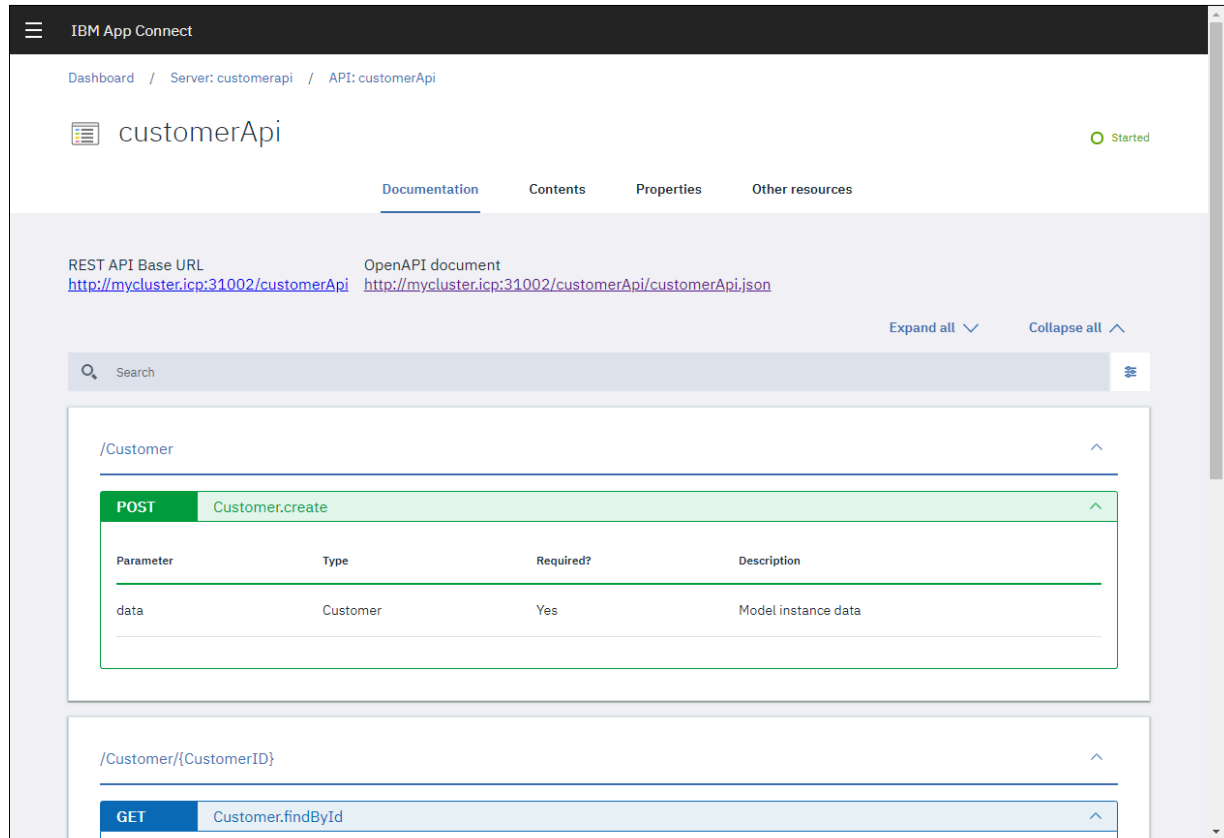 IBM App Connect
Dashboard / Server: customerapi / API: customerApi
customerApi
Started
Documentation Contents Properties Other resources
REST API Base URL OpenAPI document
http://mycluster.icp:31002/customerApi http://mycluster.icp:31002/customerApi/customerApi.json
Expand all Collapse all
Search
/Customer
POST Customer.create
Parameter Type Required? Description
data Customer Yes Model instance data
/Customer/{CustomerID}
GET Customer.findById